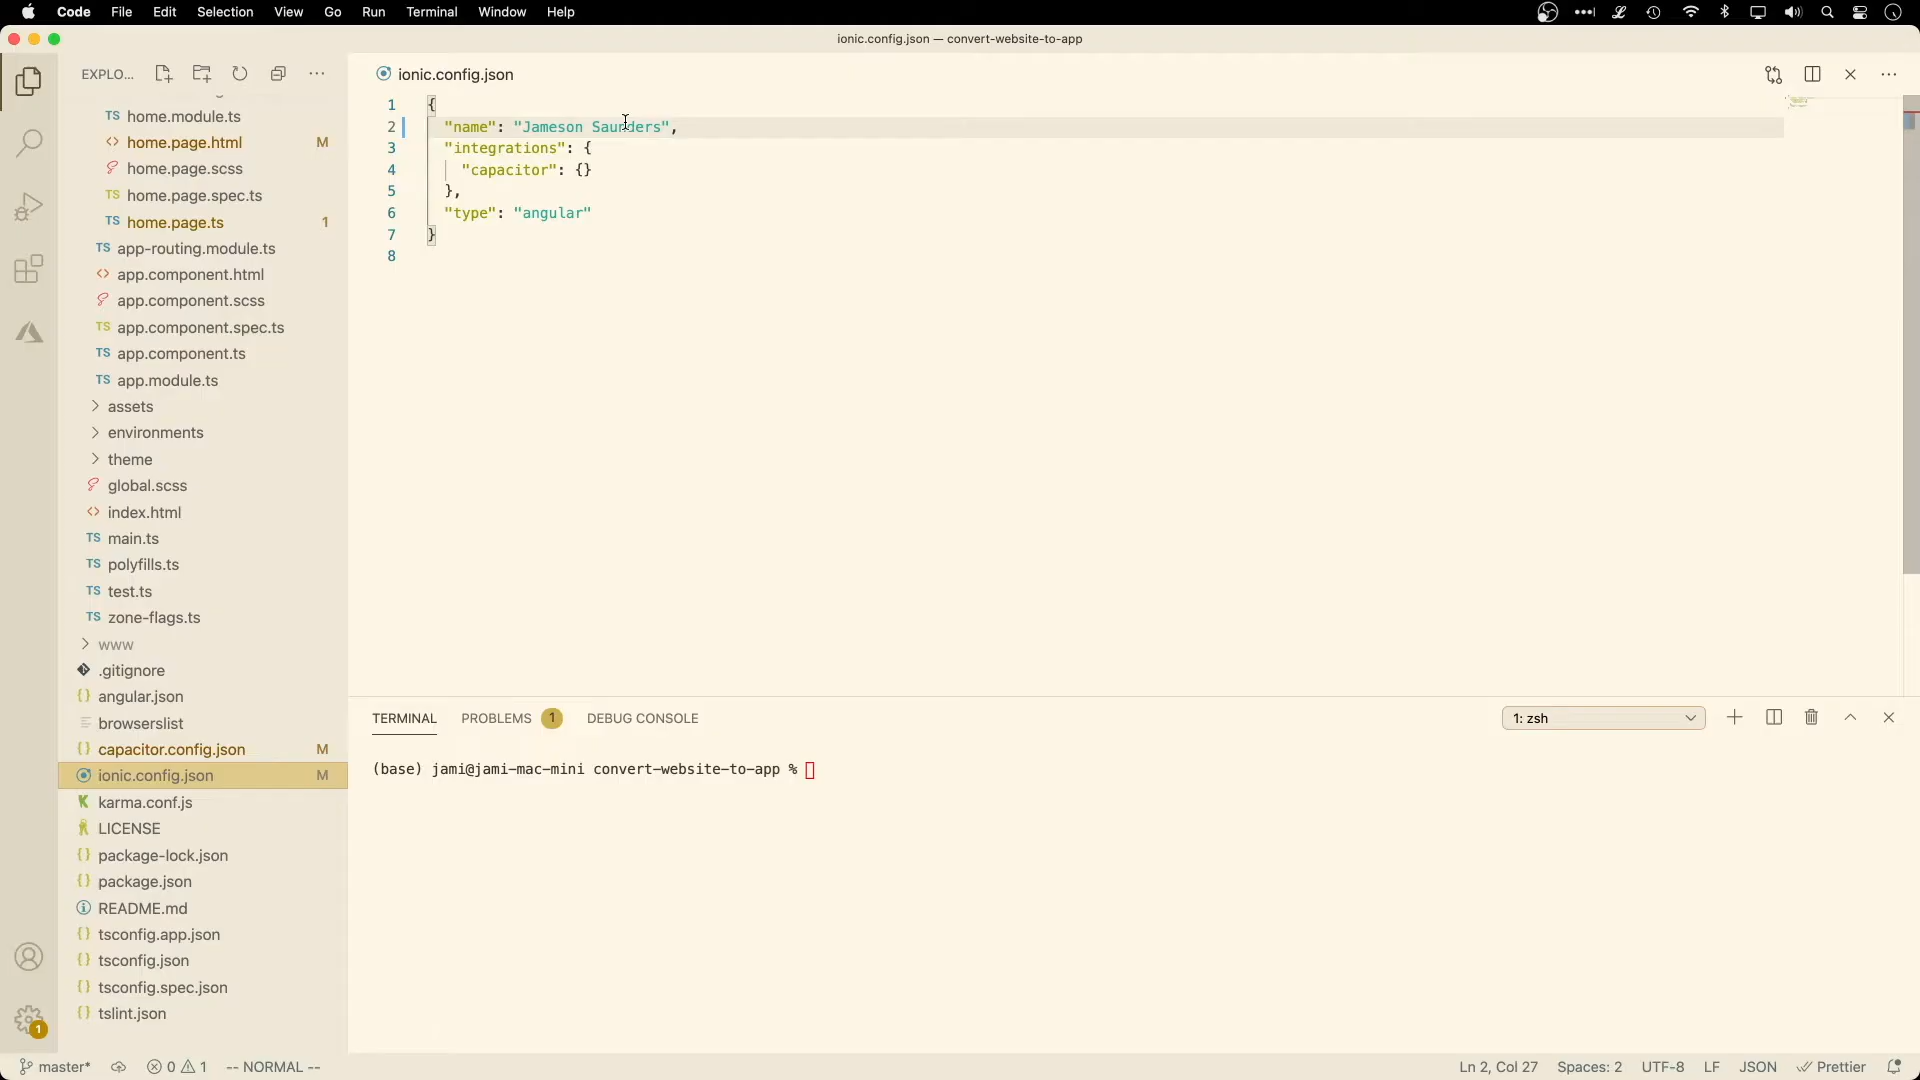 Code File Edit Selection View Go Run Terminal Window Help
ionic.config.json — convert-website-to-app
EXPLO...
ionic.config.json
home.module.ts
home.page.html M
home.page.scss
home.page.spec.ts
home.page.ts 1
app-routing.module.ts
app.component.html
app.component.scss
app.component.spec.ts
app.component.ts
app.module.ts
assets
environments
theme
global.scss
index.html
main.ts
polyfills.ts
test.ts
zone-flags.ts
www
.gitignore
angular.json
browserslist
capacitor.config.json M
ionic.config.json M
karma.conf.js
LICENSE
package-lock.json
package.json
README.md
tsconfig.app.json
tsconfig.json
tsconfig.spec.json
tslint.json
1 {
2 "name": "Jameson Saunders",
3 "integrations": {
4 "capacitor": {}
5 },
6 "type": "angular"
7 }
8
TERMINAL PROBLEMS 1 DEBUG CONSOLE 1: zsh
(base) jami@jami-mac-mini convert-website-to-app %
1
master* 0 1 -- NORMAL -- Ln 2, Col 27 Spaces: 2 UTF-8 LF JSON Prettier